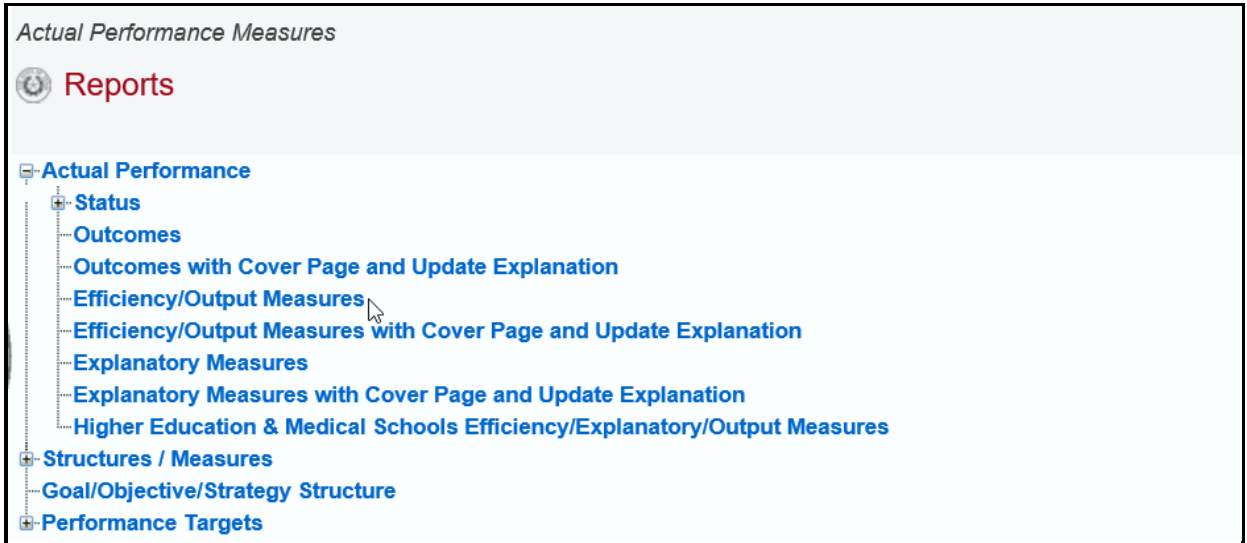 Actual Performance Measures
Reports
Actual Performance
Status
Outcomes
Outcomes with Cover Page and Update Explanation
Efficiency/Output Measures
Efficiency/Output Measures with Cover Page and Update Explanation
Explanatory Measures
Explanatory Measures with Cover Page and Update Explanation
Higher Education & Medical Schools Efficiency/Explanatory/Output Measures
Structures / Measures
Goal/Objective/Strategy Structure
Performance Targets